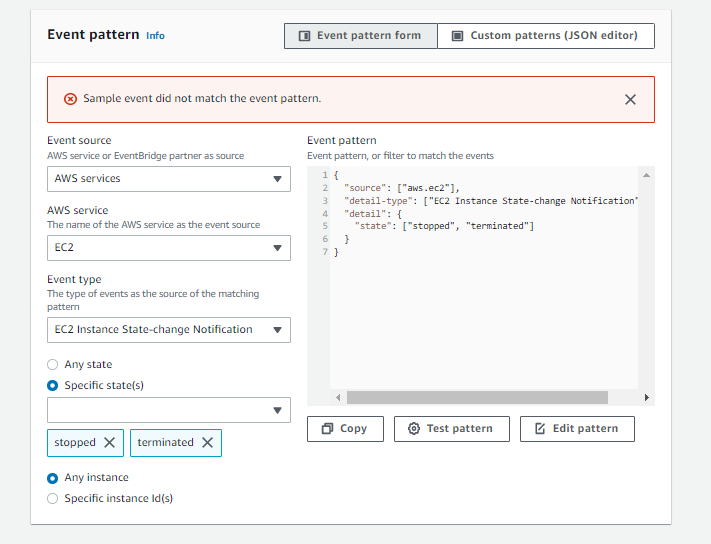 Event pattern Info
Event pattern form
Custom patterns (JSON editor)
Sample event did not match the event pattern.
Event source
AWS service or EventBridge partner as source
AWS services
AWS service
The name of the AWS service as the event source
EC2
Event type
The type of events as the source of the matching
pattern
EC2 Instance State-change Notification
Any state
Specific state(s)
stopped
terminated
Any instance
Specific instance Id(s)
Event pattern
Event pattern, or filter to match the events
1 {
2 "source": ["aws.ec2"],
3 "detail-type": ["EC2 Instance State-change Notification"
4 "detail": {
5 "state": ["stopped", "terminated"]
6 }
7 }
Copy
Test pattern
Edit pattern